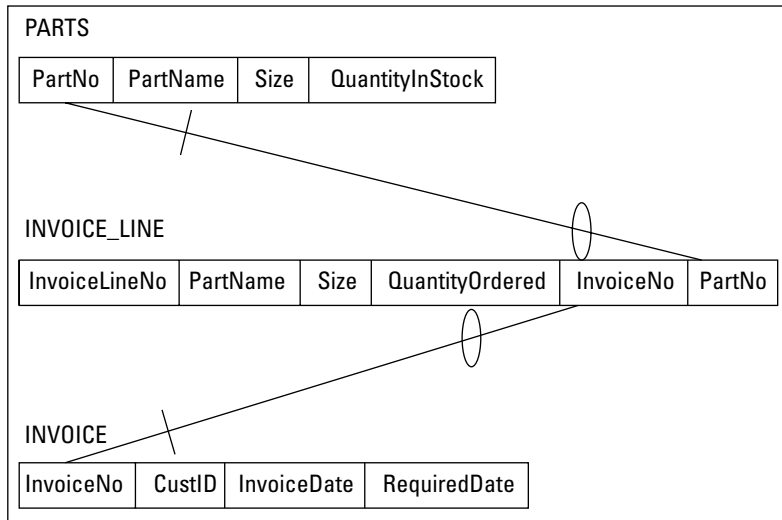 PARTS
PartNo PartName Size QuantityInStock
INVOICE_LINE
InvoiceLineNo PartName Size QuantityOrdered InvoiceNo PartNo
INVOICE
InvoiceNo CustID InvoiceDate RequiredDate